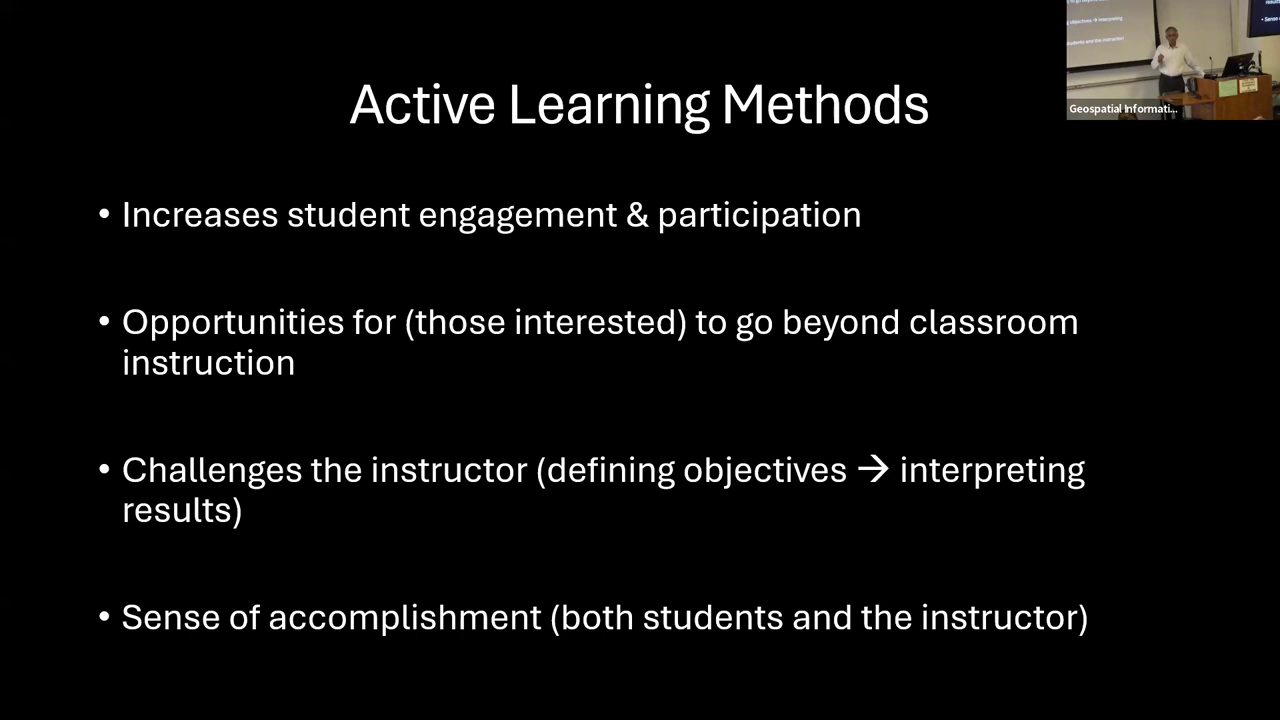 Active Learning Methods
• Increases student engagement & participation
• Opportunities for (those interested) to go beyond classroom
instruction
• Challenges the instructor (defining objectives → interpreting
results)
• Sense of accomplishment (both students and the instructor)
Geospatial Informati...